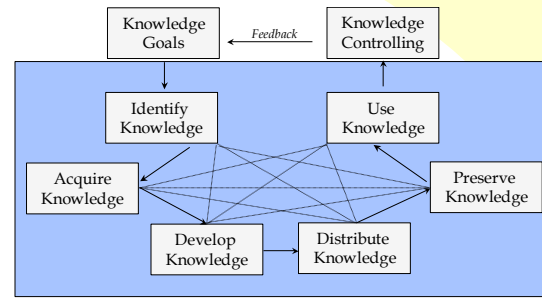 Knowledge
Goals
Feedback
Knowledge
Controlling
Identify
Knowledge
Use
Knowledge
Acquire
Knowledge
Preserve
Knowledge
Develop
Knowledge
Distribute
Knowledge